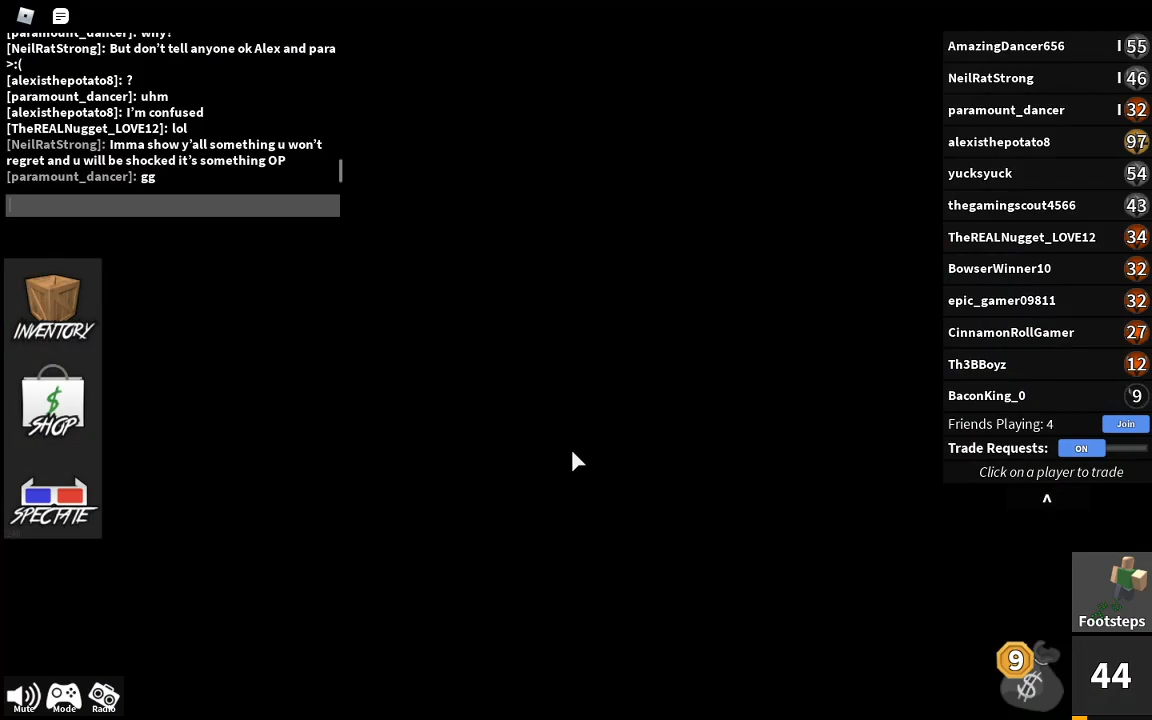 [paramount_dancer]: why?
[NeilRatStrong]: But don't tell anyone ok Alex and para
>:(
[alexisthepotato8]: ?
[paramount_dancer]: uhm
[alexisthepotato8]: I'm confused
[TheREALNugget_LOVE12]: lol
[NeilRatStrong]: Imma show y'all something u won't
regret and u will be shocked it's something OP
[paramount_dancer]: gg
INVENTORY
$
SHOP
SPECTATE
Mute
Mode
Radio
AmazingDancer656 I 55
NeilRatStrong I 46
paramount_dancer I 32
alexisthepotato8 97
yucksyuck 54
thegamingscout4566 43
TheREALNugget_LOVE12 34
BowserWinner10 32
epic_gamer09811 32
CinnamonRollGamer 27
Th3BBoyz 12
BaconKing_0 9
Friends Playing: 4 Join
Trade Requests: ON
Click on a player to trade
^
Footsteps
9
$
44